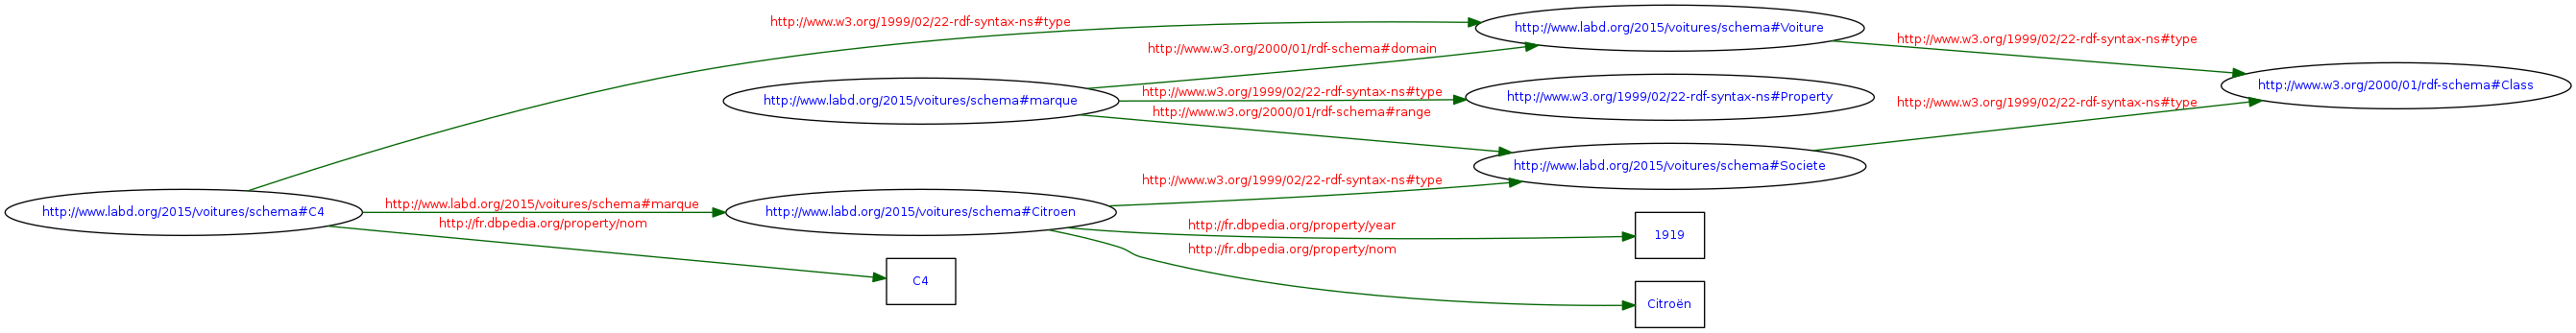 http://www.w3.org/1999/02/22-rdf-syntax-ns#type
http://www.labd.org/2015/voitures/schema#Voiture
http://www.w3.org/2000/01/rdf-schema#domain
http://www.w3.org/1999/02/22-rdf-syntax-ns#type
http://www.labd.org/2015/voitures/schema#marque
http://www.w3.org/1999/02/22-rdf-syntax-ns#type
http://www.w3.org/1999/02/22-rdf-syntax-ns#Property
http://www.w3.org/2000/01/rdf-schema#Class
http://www.w3.org/2000/01/rdf-schema#range
http://www.w3.org/1999/02/22-rdf-syntax-ns#type
http://www.labd.org/2015/voitures/schema#Societe
http://www.w3.org/1999/02/22-rdf-syntax-ns#type
http://www.labd.org/2015/voitures/schema#C4
http://www.labd.org/2015/voitures/schema#marque
http://www.labd.org/2015/voitures/schema#Citroen
http://fr.dbpedia.org/property/nom
http://fr.dbpedia.org/property/year
1919
http://fr.dbpedia.org/property/nom
C4
Citroën